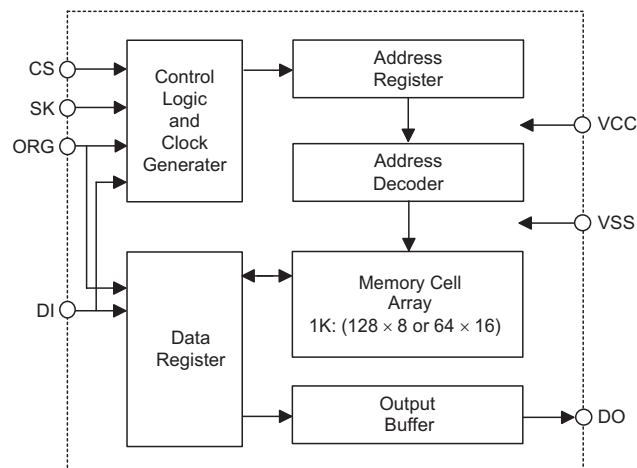 CS
SK
ORG
DI
Control
Logic
and
Clock
Generater
Address
Register
Address
Decoder
VCC
VSS
Data
Register
Memory Cell
Array
1K: (128 × 8 or 64 × 16)
Output
Buffer
DO